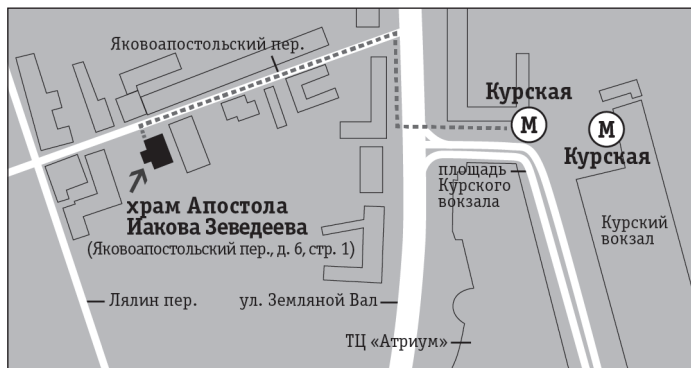 Яковоапостольский пер.
Курская
М
М
Курская
площадь
Курского
вокзала
храм Апостола
Иакова Зеведеева
(Яковоапостольский пер., д. 6, стр. 1)
Курский
вокзал
Лялин пер.
ул. Земляной Вал
ТЦ «Атриум»